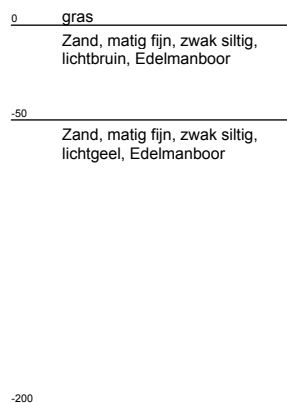 0 gras
Zand, matig fijn, zwak siltig,
lichtbruin, Edelmanboor
-50
Zand, matig fijn, zwak siltig,
lichtgeel, Edelmanboor
-200